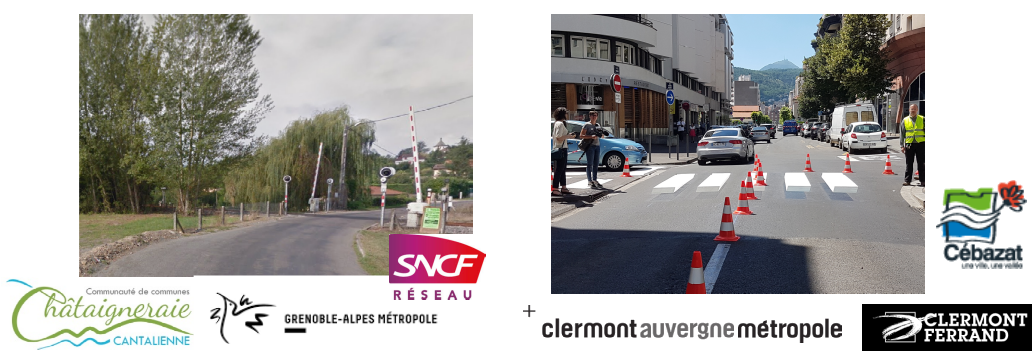 SNCF
RÉSEAU
Communauté de communes
Châtaigneraie
CANTALIENNE
GRENOBLE-ALPES MÉTROPOLE
+
clermont auvergne métropole
CLERMONT
FERRAND
Cébazat
une ville, une vallée